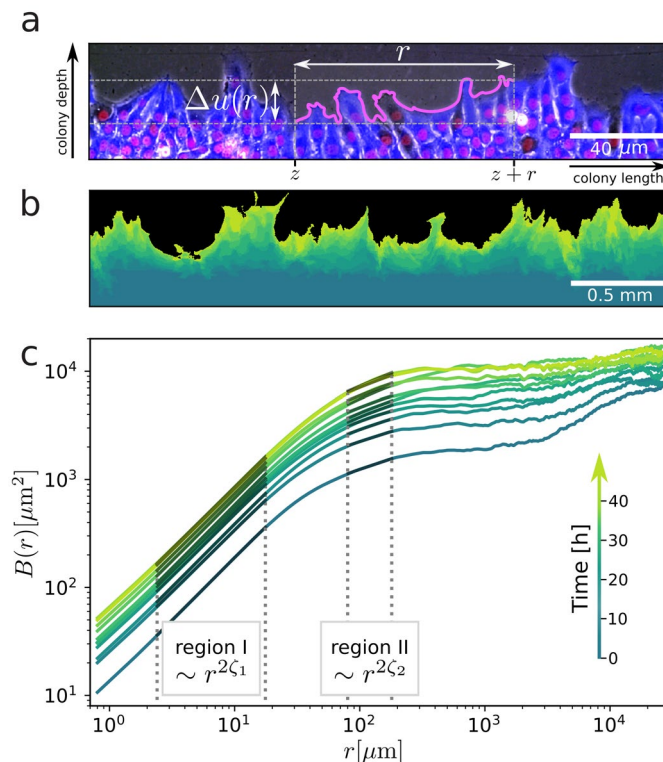 a
colony depth
r
Δu(r)
40 μm
z
z + r
colony length
b
0.5 mm
c
10⁴
10³
10²
10¹
B(r)[μm²]
region I
~ r^{2ζ₁}
region II
~ r^{2ζ₂}
Time [h]
40
30
20
10
0
10⁰
10¹
10²
10³
10⁴
r[μm]